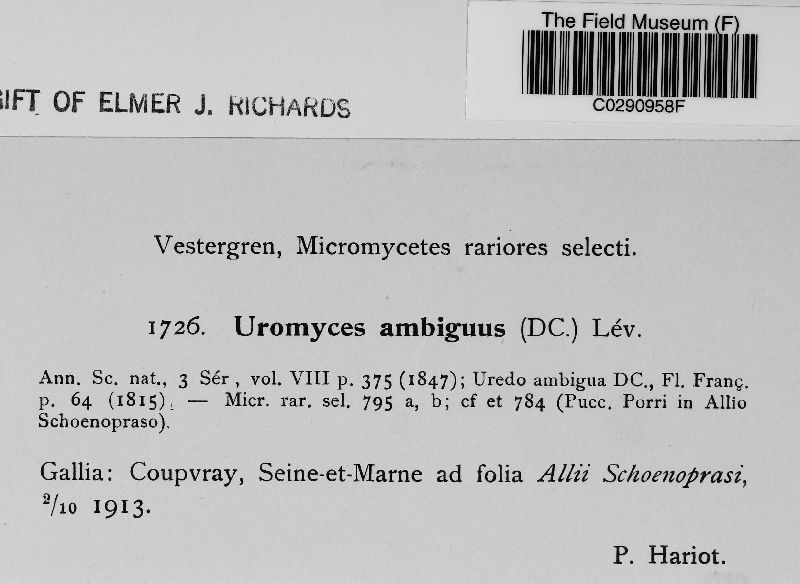 The Field Museum (F)
C0290958F
GIFT OF ELMER J. RICHARDS
Vestergren, Micromycetes rariores selecti.
1726. Uromyces ambiguus (DC.) Lév.
Ann. Sc. nat., 3 Sér, vol. VIII p. 375 (1847); Uredo ambigua DC., Fl. Franç.
p. 64 (1815). — Micr. rar. sel. 795 a, b; cf et 784 (Pucc. Porri in Allio
Schoenopraso).
Gallia: Coupvray, Seine-et-Marne ad folia Allii Schoenoprasi,
2/10 1913.
P. Hariot.